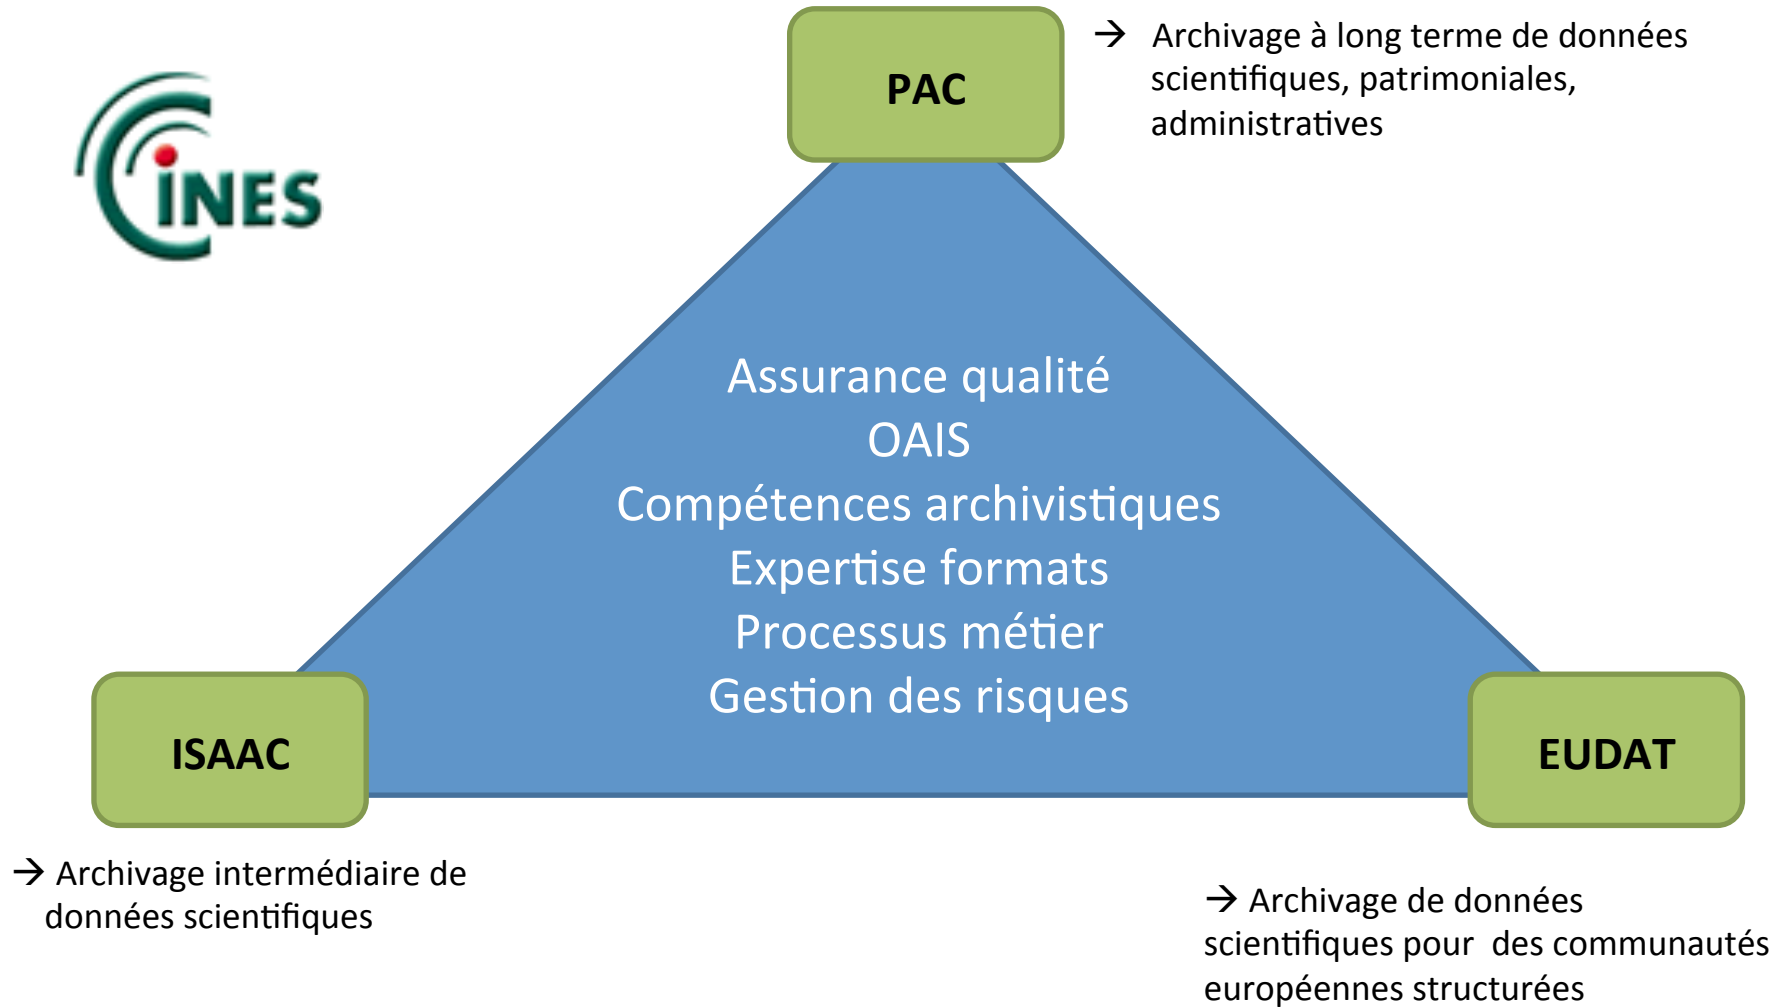 PAC
→ Archivage à long terme de données
scientifiques, patrimoniales,
administratives
CINES
Assurance qualité
OAIS
Compétences archivistiques
Expertise formats
Processus métier
Gestion des risques
ISAAC
EUDAT
→ Archivage intermédiaire de
données scientifiques
→ Archivage de données
scientifiques pour des communautés
européennes structurées